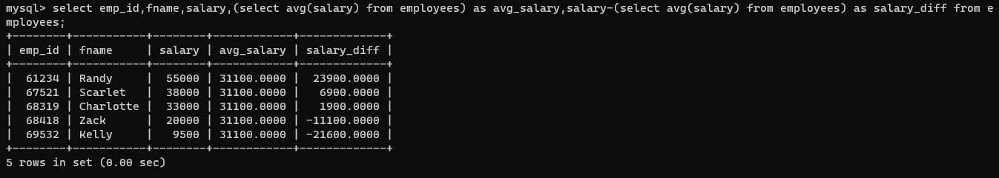 mysql> select emp_id,fname,salary,(select avg(salary) from employees) as avg_salary,salary-(select avg(salary) from employees) as salary_diff from e
mployees;
+--------+-----------+--------+------------+-------------+
| emp_id | fname     | salary | avg_salary | salary_diff |
+--------+-----------+--------+------------+-------------+
|  61234 | Randy     |  55000 | 31100.0000 |  23900.0000 |
|  67521 | Scarlet   |  38000 | 31100.0000 |   6900.0000 |
|  68319 | Charlotte |  33000 | 31100.0000 |   1900.0000 |
|  68418 | Zack      |  20000 | 31100.0000 | -11100.0000 |
|  69532 | Kelly     |   9500 | 31100.0000 | -21600.0000 |
+--------+-----------+--------+------------+-------------+
5 rows in set (0.00 sec)